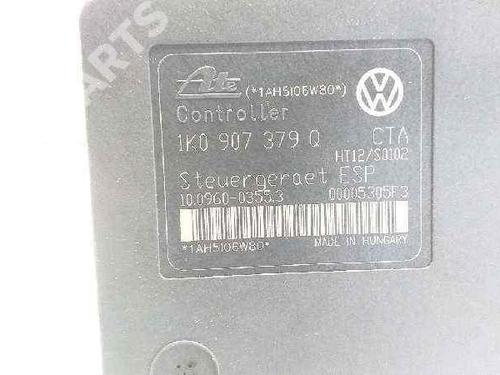 PARTS
Ate (*1AH5106W80*)
Controller
1K0 907 379 Q CTA
HT12/S0102
Steuergeraet ESP
10.0960-0355.3 00005305F3
*1AH5106W80*
MADE IN HUNGARY